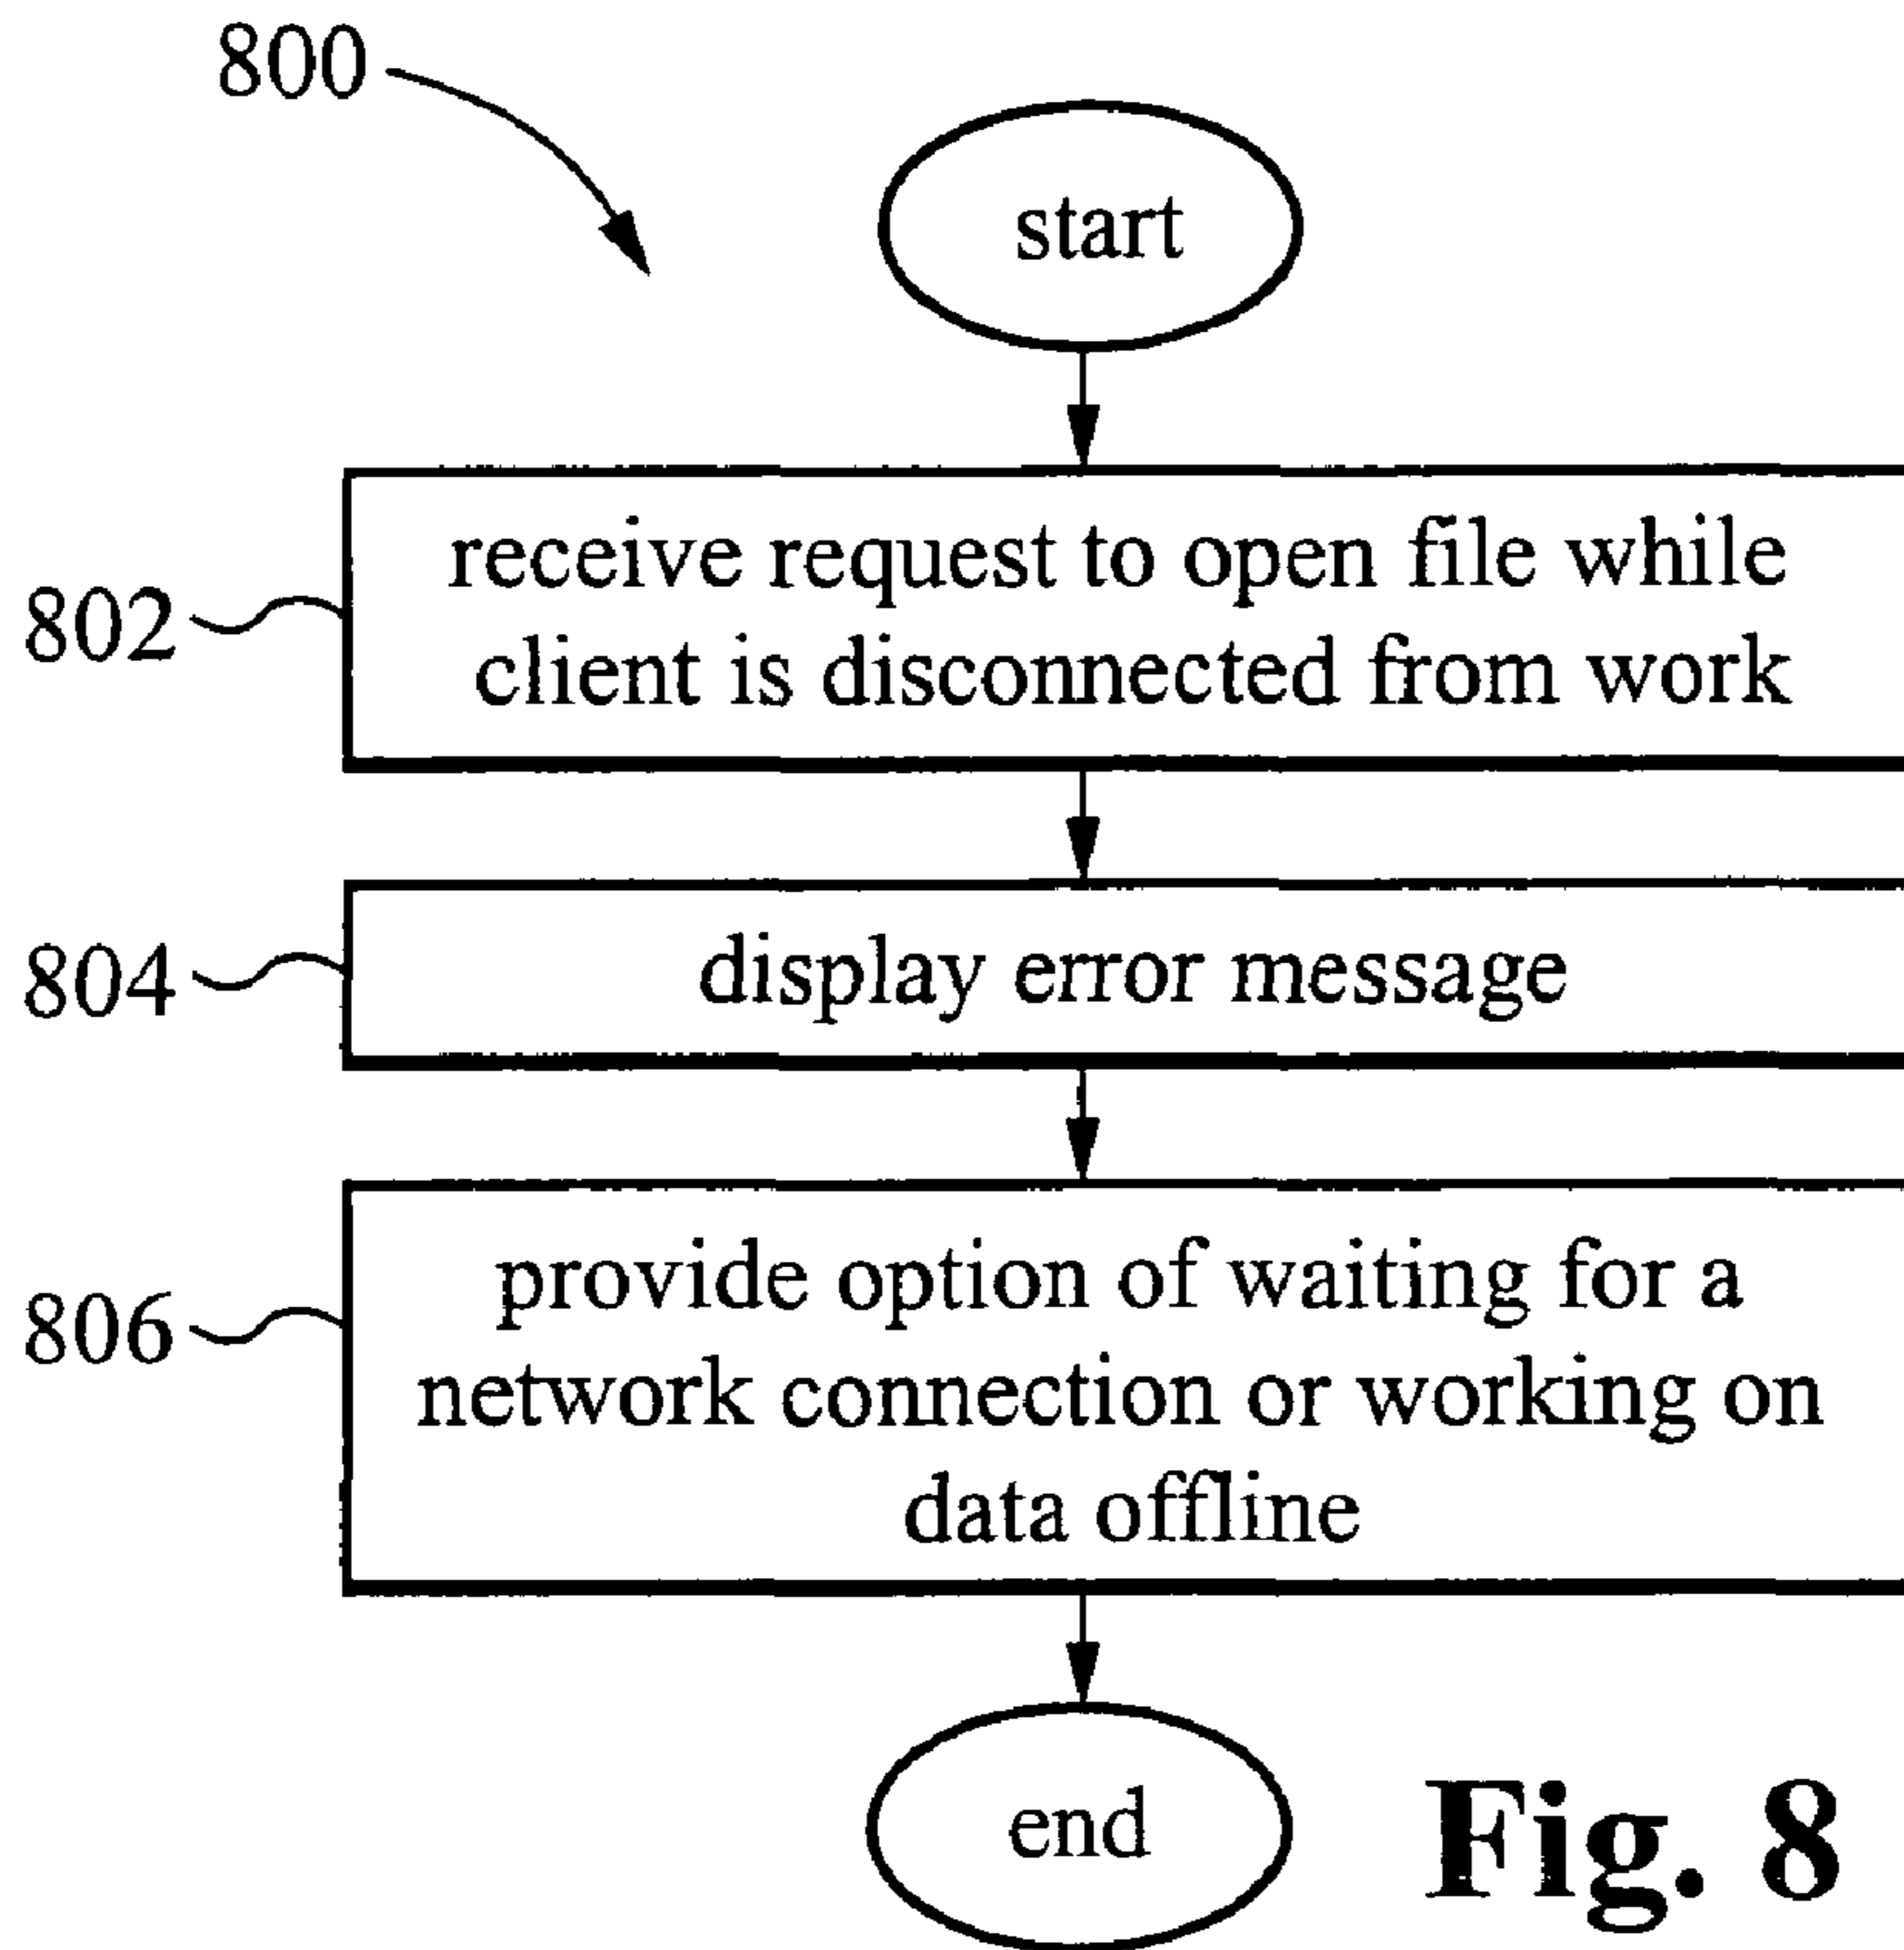 800
start
802
receive request to open file while
client is disconnected from work
804
display error message
806
provide option of waiting for a
network connection or working on
data offline
end
Fig. 8